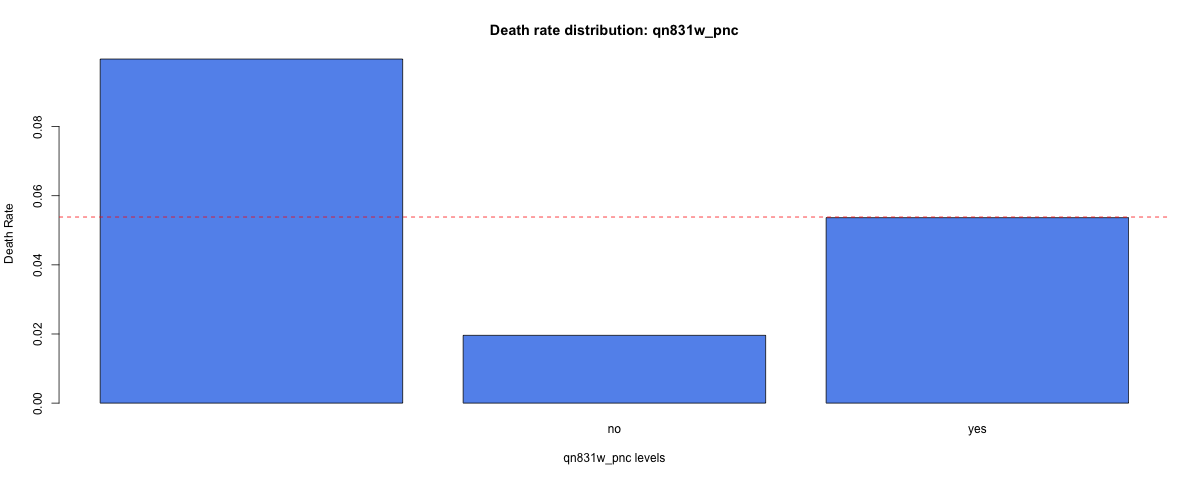 Death rate distribution: qn831w_pnc
Death Rate
0.08
0.06
0.04
0.02
0.00
no
yes
qn831w_pnc levels